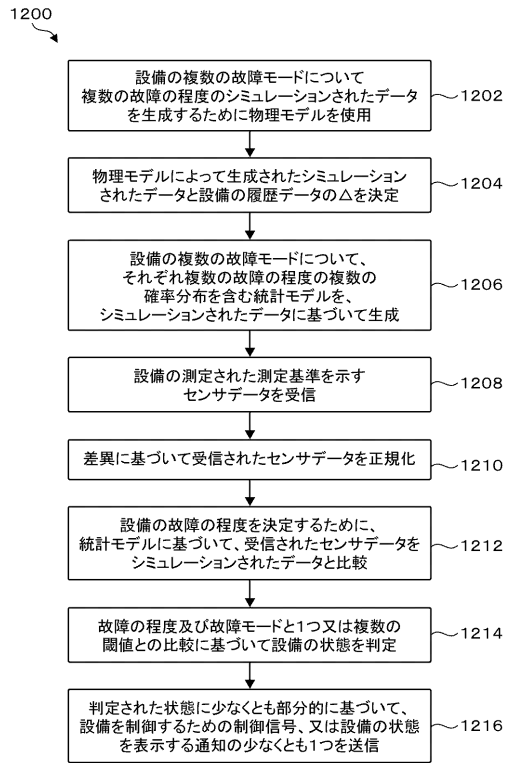 1200
設備の複数の故障モードについて
複数の故障の程度のシミュレーションされたデータ
を生成するために物理モデルを使用
1202
物理モデルによって生成されたシミュレーション
されたデータと設備の履歴データの△を決定
1204
設備の複数の故障モードについて、
それぞれ複数の故障の程度の複数の
確率分布を含む統計モデルを、
シミュレーションされたデータに基づいて生成
1206
設備の測定された測定基準を示す
センサデータを受信
1208
差異に基づいて受信されたセンサデータを正規化
1210
設備の故障の程度を決定するために、
統計モデルに基づいて、受信されたセンサデータを
シミュレーションされたデータと比較
1212
故障の程度及び故障モードと1つ又は複数の
閾値との比較に基づいて設備の状態を判定
1214
判定された状態に少なくとも部分的に基づいて、
設備を制御するための制御信号、又は設備の状態
を表示する通知の少なくとも1つを送信
1216